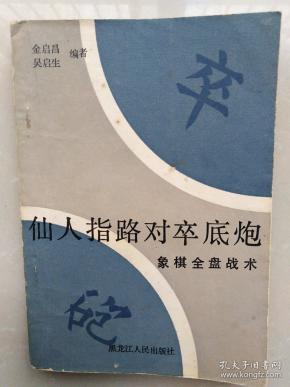 金启昌
吴启生
编者
卒
仙人指路对卒底炮
象棋全盘战术
炮
黑龙江人民出版社
孔夫子旧书网